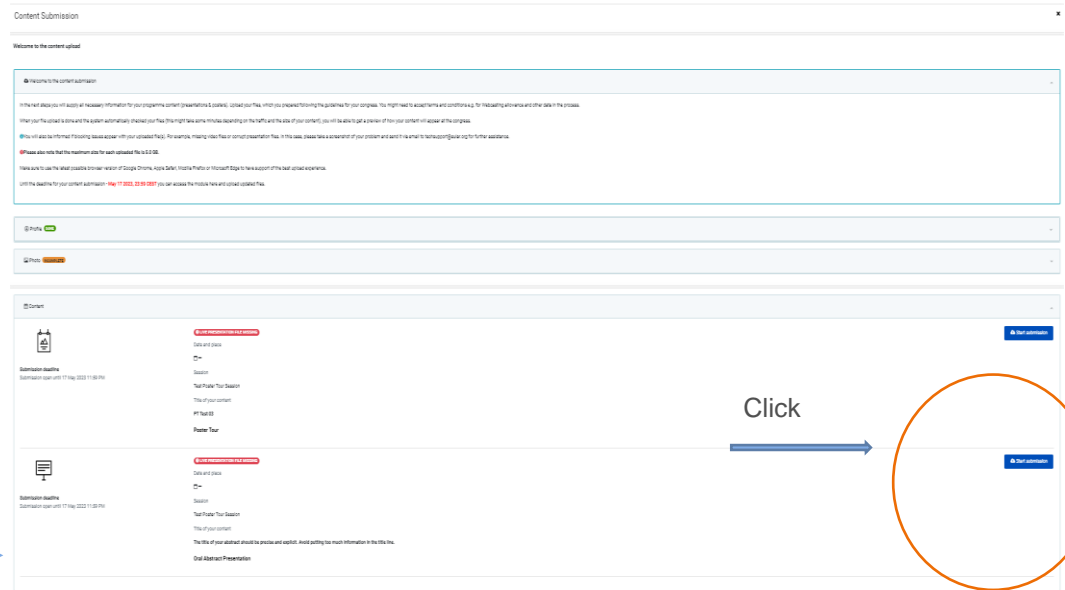 Content Submission
×
Welcome to the content upload
Welcome to the content submission
In the next steps you will supply all necessary information for your programme content (presentations & posters). Upload your files, which you prepared following the guidelines for your congress. You might need to accept terms and conditions e.g. for Webcasting allowance and other data in the process.
When your file upload is done and the system automatically checked your files (this might take some minutes depending on the traffic and the size of your content), you will be able to get a preview of how your content will appear at the congress.
You will also be informed if blocking issues appear with your uploaded file(s). For example, missing video files or corrupt presentation files. In this case, please take a screenshot of your problem and send it via email to for further assistance.
Please also note that the maximum size for each uploaded file is 5.0 GB.
Make sure to use the latest possible browser version of Google Chrome, Apple Safari, Mozilla Firefox or Microsoft Edge to have support of the best upload experience.
Until the deadline for your content submission - May 17 2023, 23:59 CEST you can access the module here and upload updated files.
Profile
Photo INCOMPLETE
Content
LIVE PRESENTATION FILE MISSING
Start submission
Date and place
Submission deadline
Submission open until 17 May 2023 11:59 PM
Session
Test Poster Tour Session
Title of your content
PT Test 03
Poster Tour
Click
LIVE PRESENTATION FILE MISSING
Start submission
Date and place
Submission deadline
Submission open until 17 May 2023 11:59 PM
Session
Test Poster Tour Session
Title of your content
The title of your abstract should be precise and explicit. Avoid putting too much information in the title line.
Oral Abstract Presentation